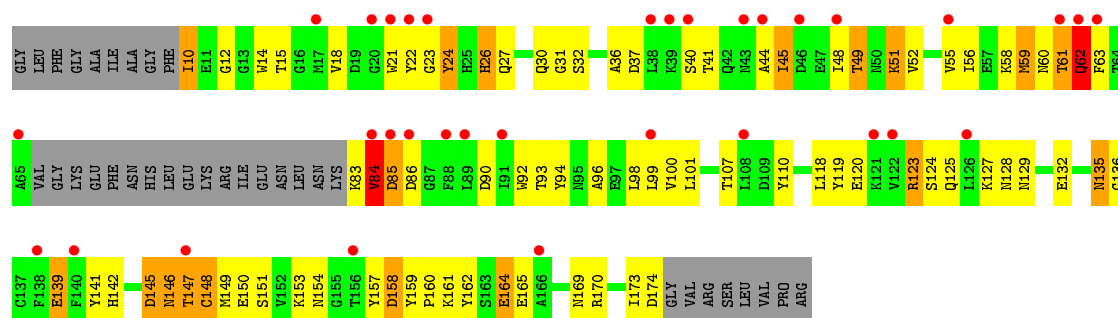 GLY LEU PHE GLY ALA ILE ALA GLY PHE I10 E11 G12 G13 W14 T15 G16 M17 V18 D19 G20 W21 Y22 G23 Y24 H25 H26 Q27 Q30 G31 S32 A36 D37 L38 K39 S40 T41 Q42 N43 A44 I45 D46 E47 I48 T49 N50 K51 V52 V55 I56 E57 K58 M59 N60 T61 Q62 F63 T64
A65 VAL GLY LYS GLU PHE ASN HIS LEU GLU LYS ARG ILE GLU ASN LEU ASN LYS K83 V84 D85 D86 G87 F88 L89 D90 I91 W92 T93 Y94 N95 A96 E97 L98 L99 V100 L101 T107 L108 D109 Y110 L118 Y119 E120 K121 V122 R123 S124 Q125 L126 K127 N128 N129 E132 N135 G136
C137 F138 E139 F140 Y141 H142 D145 N146 T147 C148 M149 E150 S151 V152 K153 N154 G155 T156 Y157 D158 Y159 P160 K161 Y162 S163 E164 E165 A166 N169 R170 I173 D174 GLY VAL ARG SER LEU VAL PRO ARG